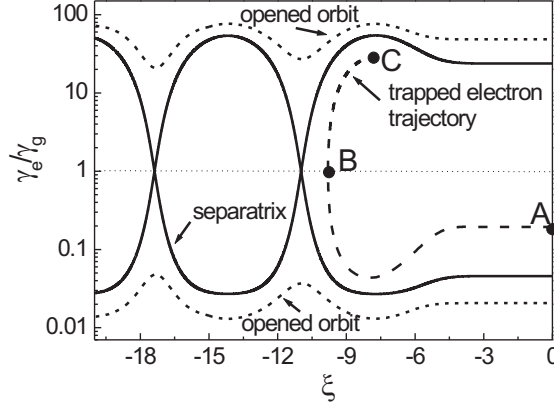 opened orbit
100
C
10
trapped electron
trajectory
γe/γg
1
B
A
separatrix
0.1
opened orbit
0.01
-18 -15 -12 -9 -6 -3 0
ξ